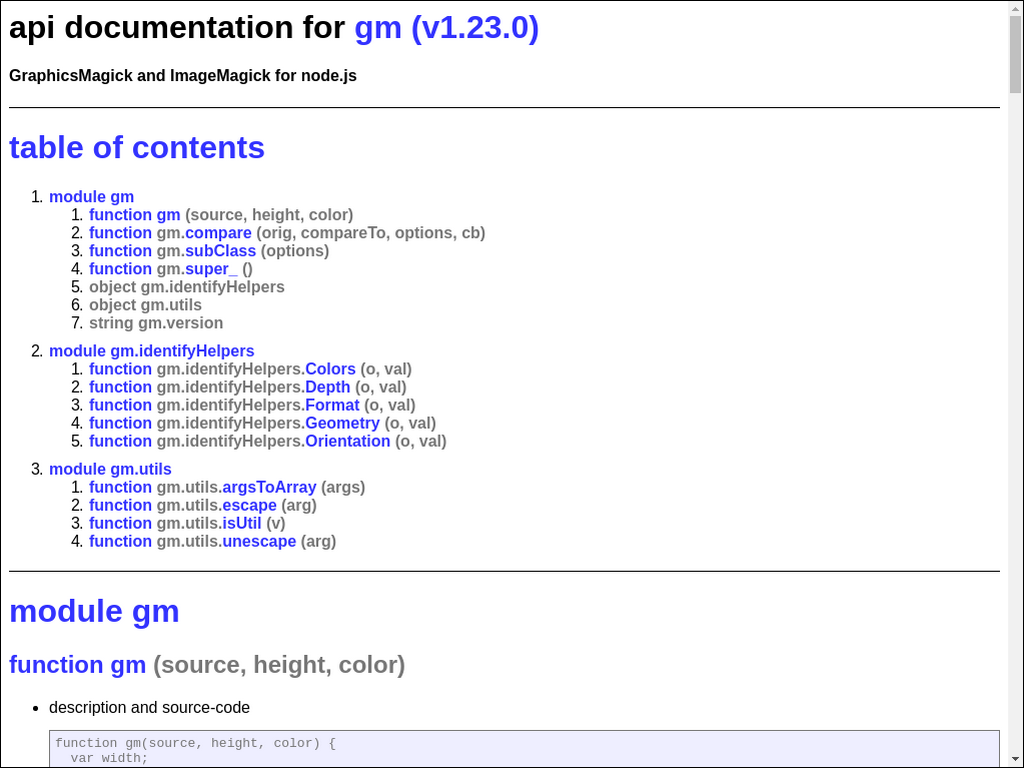 api documentation for gm (v1.23.0)
GraphicsMagick and ImageMagick for node.js
table of contents
1. module gm
1. function gm (source, height, color)
2. function gm.compare (orig, compareTo, options, cb)
3. function gm.subClass (options)
4. function gm.super_ ()
5. object gm.identifyHelpers
6. object gm.utils
7. string gm.version
2. module gm.identifyHelpers
1. function gm.identifyHelpers.Colors (o, val)
2. function gm.identifyHelpers.Depth (o, val)
3. function gm.identifyHelpers.Format (o, val)
4. function gm.identifyHelpers.Geometry (o, val)
5. function gm.identifyHelpers.Orientation (o, val)
3. module gm.utils
1. function gm.utils.argsToArray (args)
2. function gm.utils.escape (arg)
3. function gm.utils.isUtil (v)
4. function gm.utils.unescape (arg)
module gm
function gm (source, height, color)
• description and source-code
function gm(source, height, color) {
  var width;